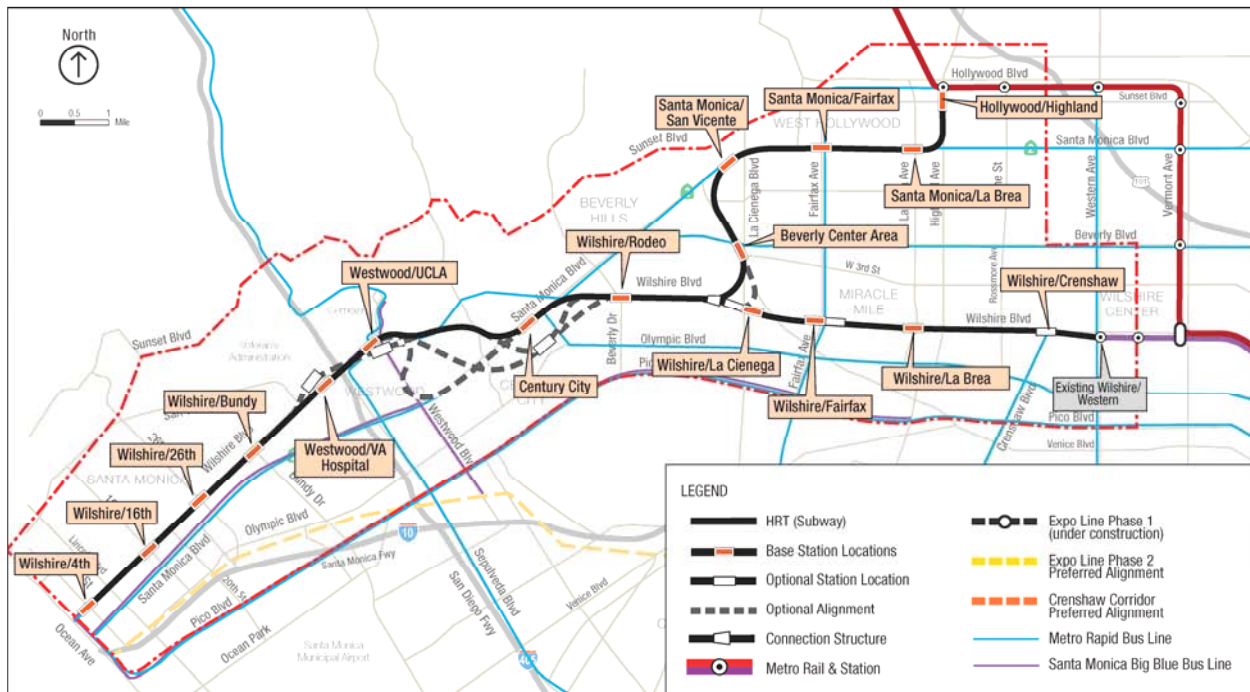 North
0 0.5 1
Mile
Hollywood Blvd
Sunset Blvd
Santa Monica/
San Vicente
Santa Monica/Fairfax
Hollywood/Highland
WEST HOLLYWOOD
Sunset Blvd
Santa Monica Blvd
Santa Monica/La Brea
La Cienega Blvd
Fairfax Ave
Western Ave
Vermont Ave
101
BEVERLY
HILLS
Beverly Center Area
Beverly Blvd
Wilshire/Rodeo
W 3rd St
Rossmore Ave
Westwood/UCLA
Santa Monica Blvd
Wilshire Blvd
MIRACLE
MILE
Wilshire/Crenshaw
WILSHIRE
CENTER
Wilshire Blvd
Sunset Blvd
Beverly Dr
Olympic Blvd
Century City
Wilshire/La Cienega
Fairfax Ave
Wilshire/Fairfax
Wilshire/La Brea
Existing Wilshire/
Western
Crenshaw Blvd
Pico Blvd
Venice Blvd
WESTWOOD
Wilshire/Bundy
Westwood/VA
Hospital
Westwood Blvd
Wilshire Blvd
Wilshire/26th
SANTA MONICA
Bundy Dr
Wilshire/16th
Olympic Blvd
10
Santa Monica Fwy
Wilshire/4th
Santa Monica Blvd
20th St
Pico Blvd
Ocean Park
Ocean Ave
Santa Monica
Municipal Airport
San Diego Fwy
Sepulveda Blvd
Venice Blvd
405
LEGEND
HRT (Subway)
Base Station Locations
Optional Station Location
Optional Alignment
Connection Structure
Metro Rail & Station
Expo Line Phase 1
(under construction)
Expo Line Phase 2
Preferred Alignment
Crenshaw Corridor
Preferred Alignment
Metro Rapid Bus Line
Santa Monica Big Blue Bus Line